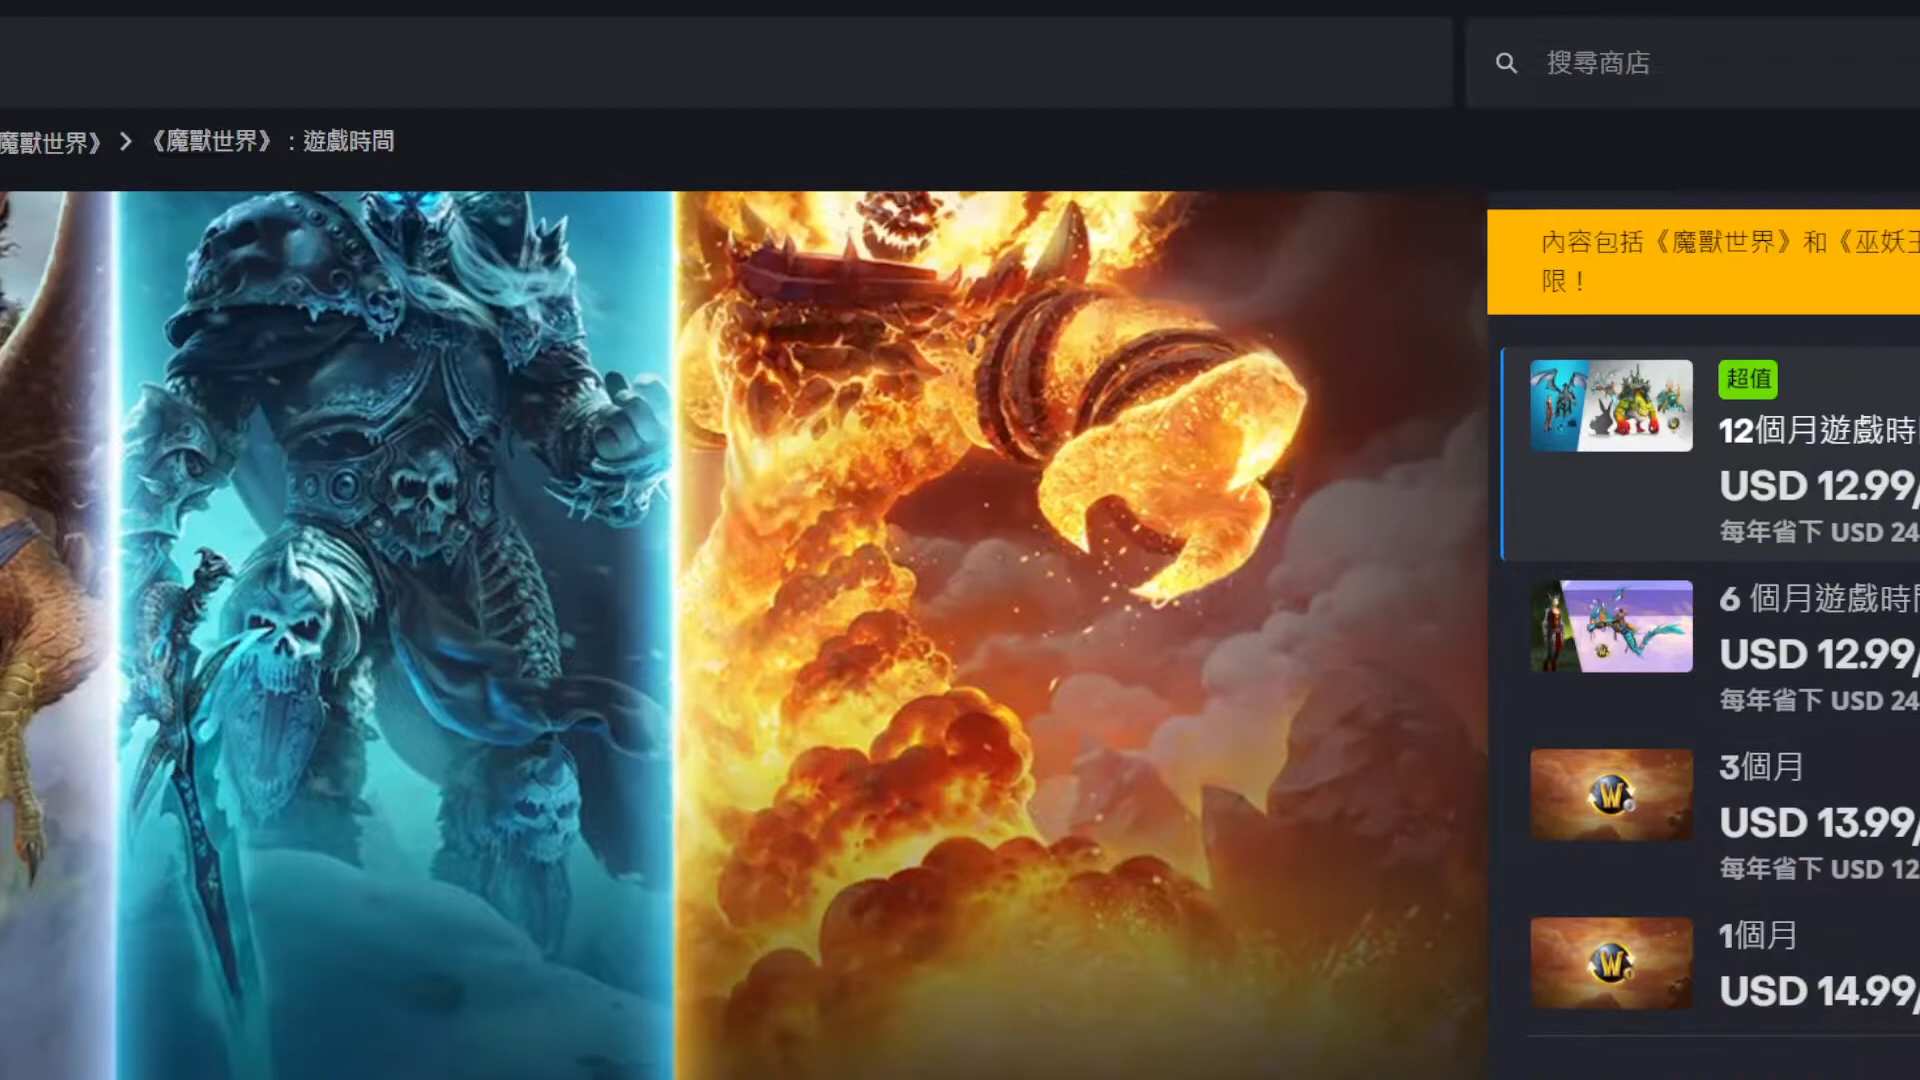 搜尋商店
魔獸世界》 > 《魔獸世界》：遊戲時間
內容包括《魔獸世界》和《巫妖王
限！
超值
12個月遊戲時
USD 12.99/
每年省下 USD 24
6 個月遊戲時間
USD 12.99/
每年省下 USD 24
3個月
USD 13.99/
每年省下 USD 12
1個月
USD 14.99/